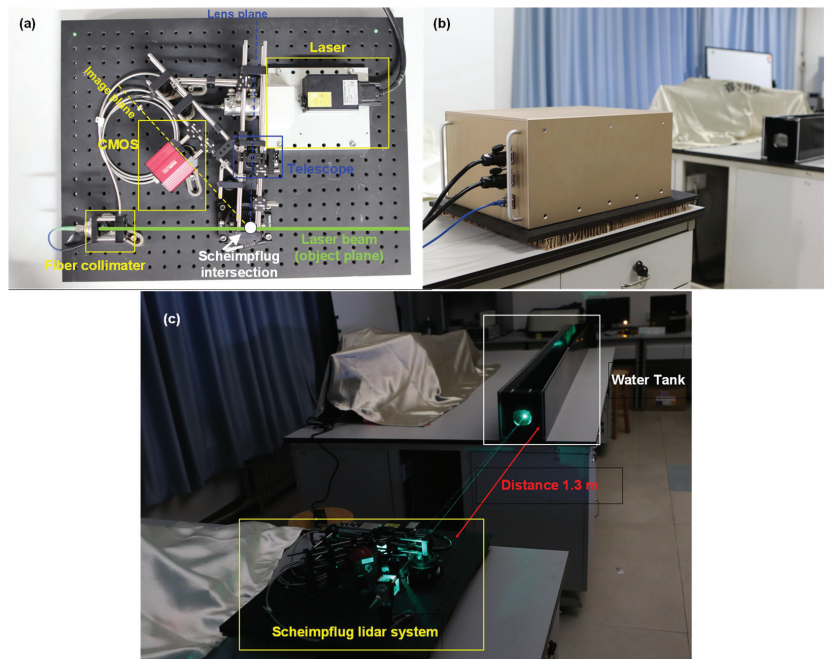 (a)
Lens plane
Laser
Image plane
CMOS
Telescope
Fiber collimater
Scheimpflug
intersection
Laser beam
(object plane)
(b)
(c)
Water Tank
Distance 1.3 m
Scheimpflug lidar system